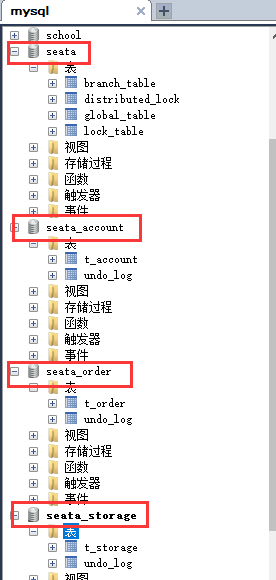 mysql
school
seata
表
branch_table
distributed_lock
global_table
lock_table
视图
存储过程
函数
触发器
事件
seata_account
表
t_account
undo_log
视图
存储过程
函数
触发器
事件
seata_order
表
t_order
undo_log
视图
存储过程
函数
触发器
事件
seata_storage
表
t_storage
undo_log
视图